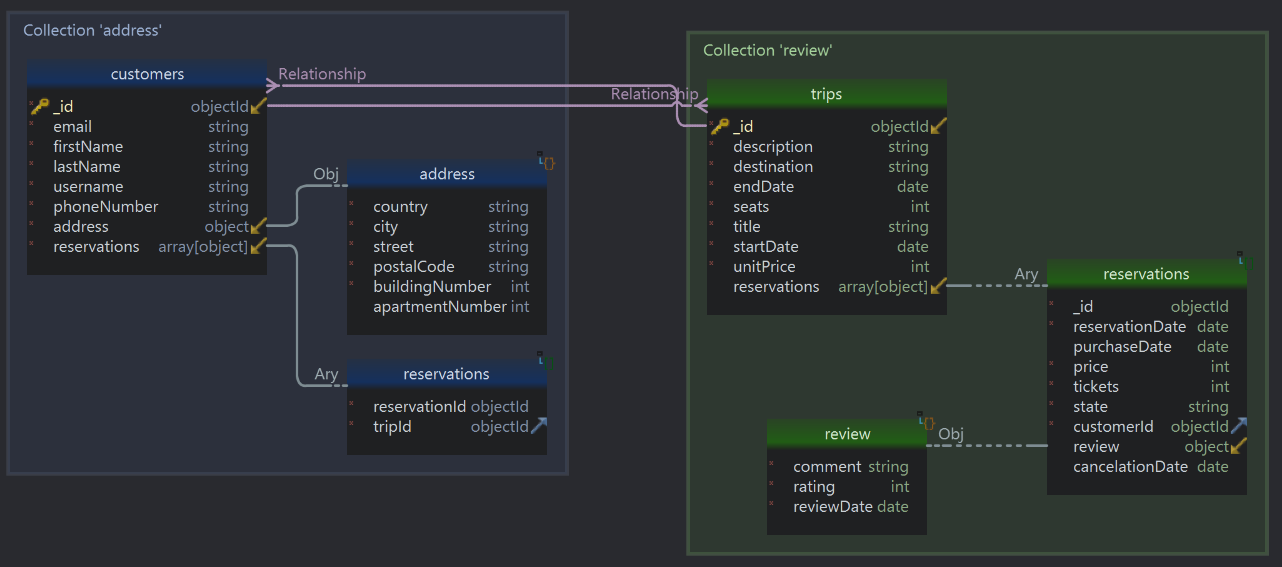 Collection 'address'
customers
_id objectId
email string
firstName string
lastName string
username string
phoneNumber string
address object
reservations array[object]
Relationship
Obj
address
country string
city string
street string
postalCode string
buildingNumber int
apartmentNumber int
Ary
reservations
reservationId objectId
tripId objectId
Collection 'review'
Relationship
trips
_id objectId
description string
destination string
endDate date
seats int
title string
startDate date
unitPrice int
reservations array[object]
Ary
reservations
_id objectId
reservationDate date
purchaseDate date
price int
tickets int
state string
customerId objectId
review object
cancelationDate date
review
Obj
comment string
rating int
reviewDate date